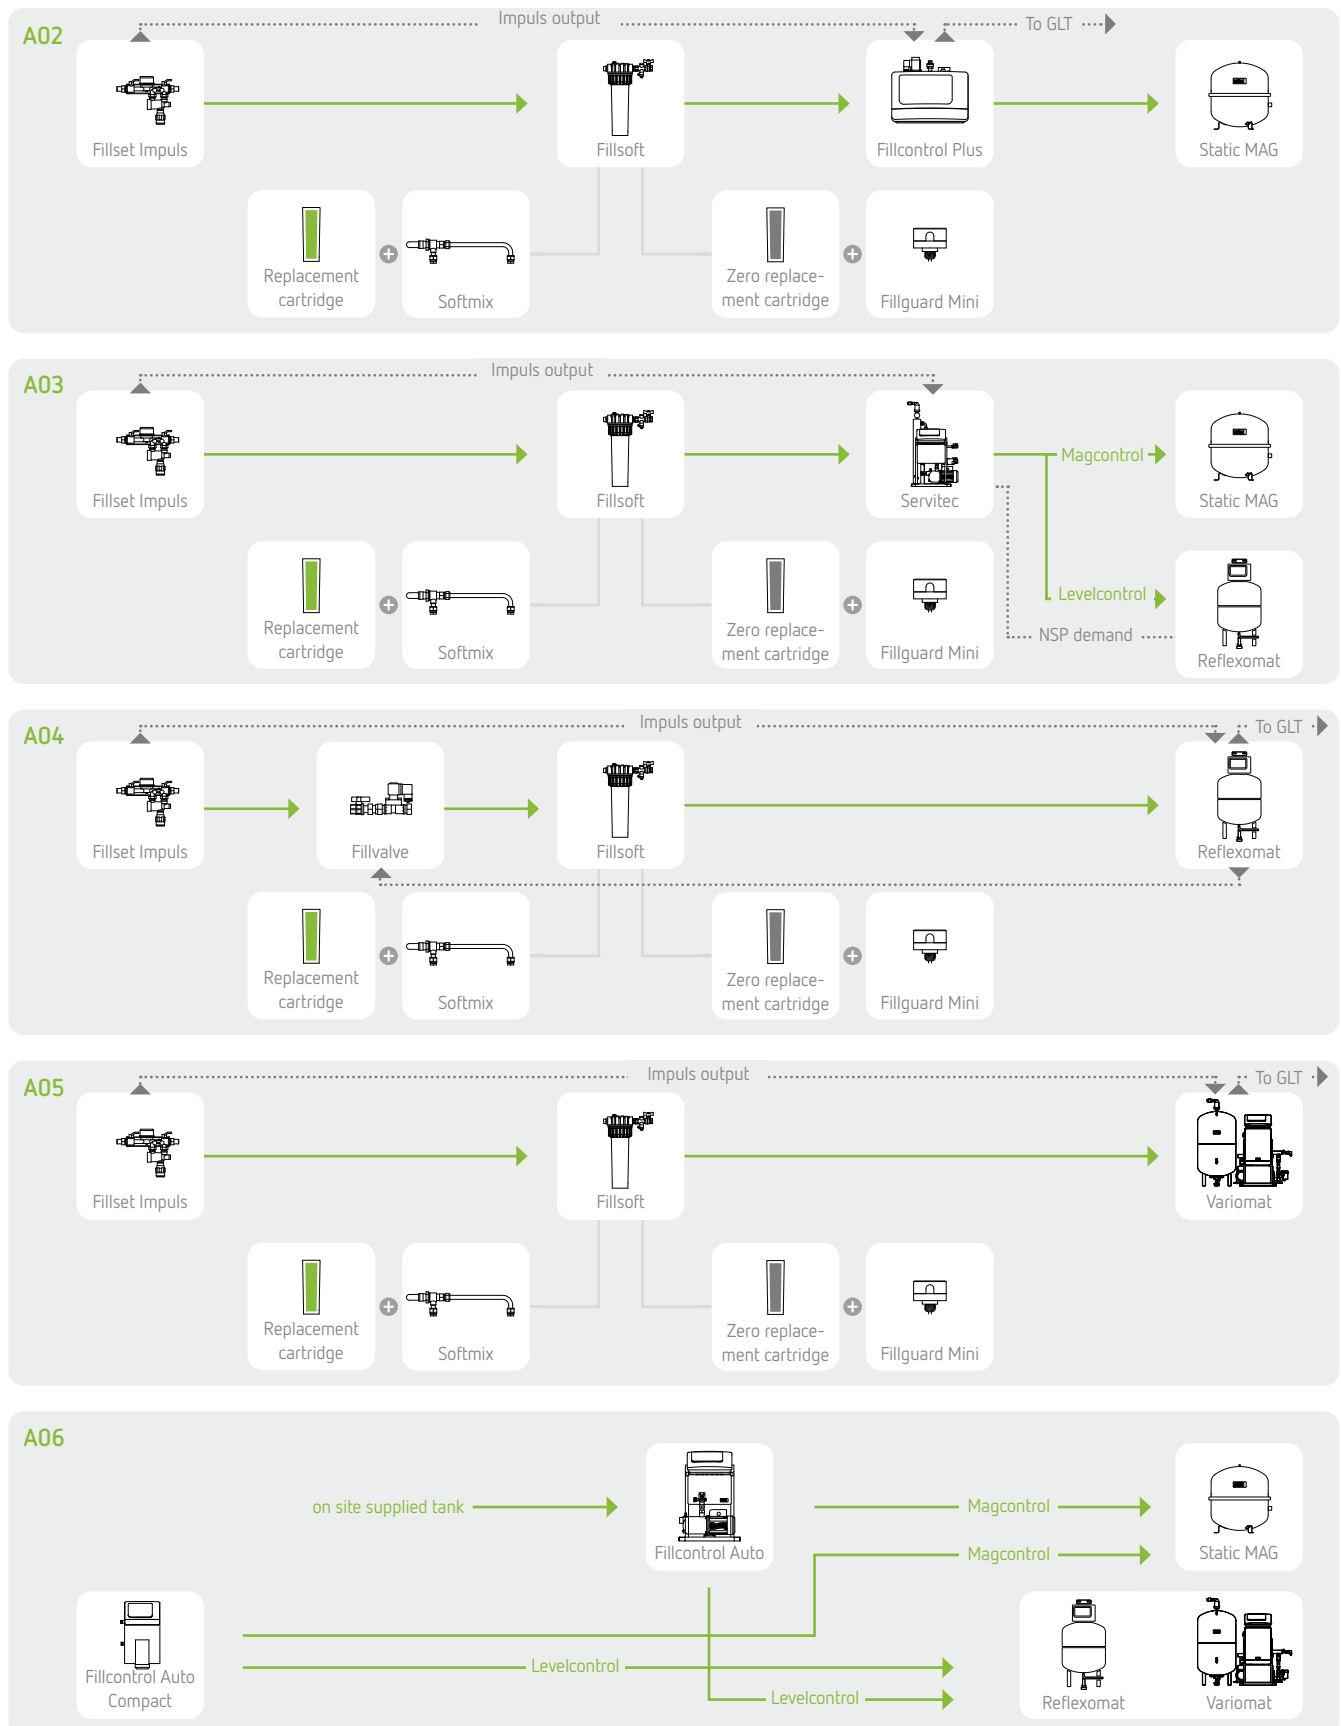 A02
Impuls output
To GLT
Fillset Impuls
Fillsoft
Fillcontrol Plus
Static MAG
Replacement
cartridge
Softmix
Zero replace-
ment cartridge
Fillguard Mini
A03
Impuls output
Fillset Impuls
Fillsoft
Servitec
Magcontrol
Static MAG
Levelcontrol
NSP demand
Reflexomat
Replacement
cartridge
Softmix
Zero replace-
ment cartridge
Fillguard Mini
A04
Impuls output
To GLT
Fillset Impuls
Fillvalve
Fillsoft
Reflexomat
Replacement
cartridge
Softmix
Zero replace-
ment cartridge
Fillguard Mini
A05
Impuls output
To GLT
Fillset Impuls
Fillsoft
Variomat
Replacement
cartridge
Softmix
Zero replace-
ment cartridge
Fillguard Mini
A06
on site supplied tank
Fillcontrol Auto
Magcontrol
Magcontrol
Static MAG
Fillcontrol Auto
Compact
Levelcontrol
Levelcontrol
Reflexomat
Variomat